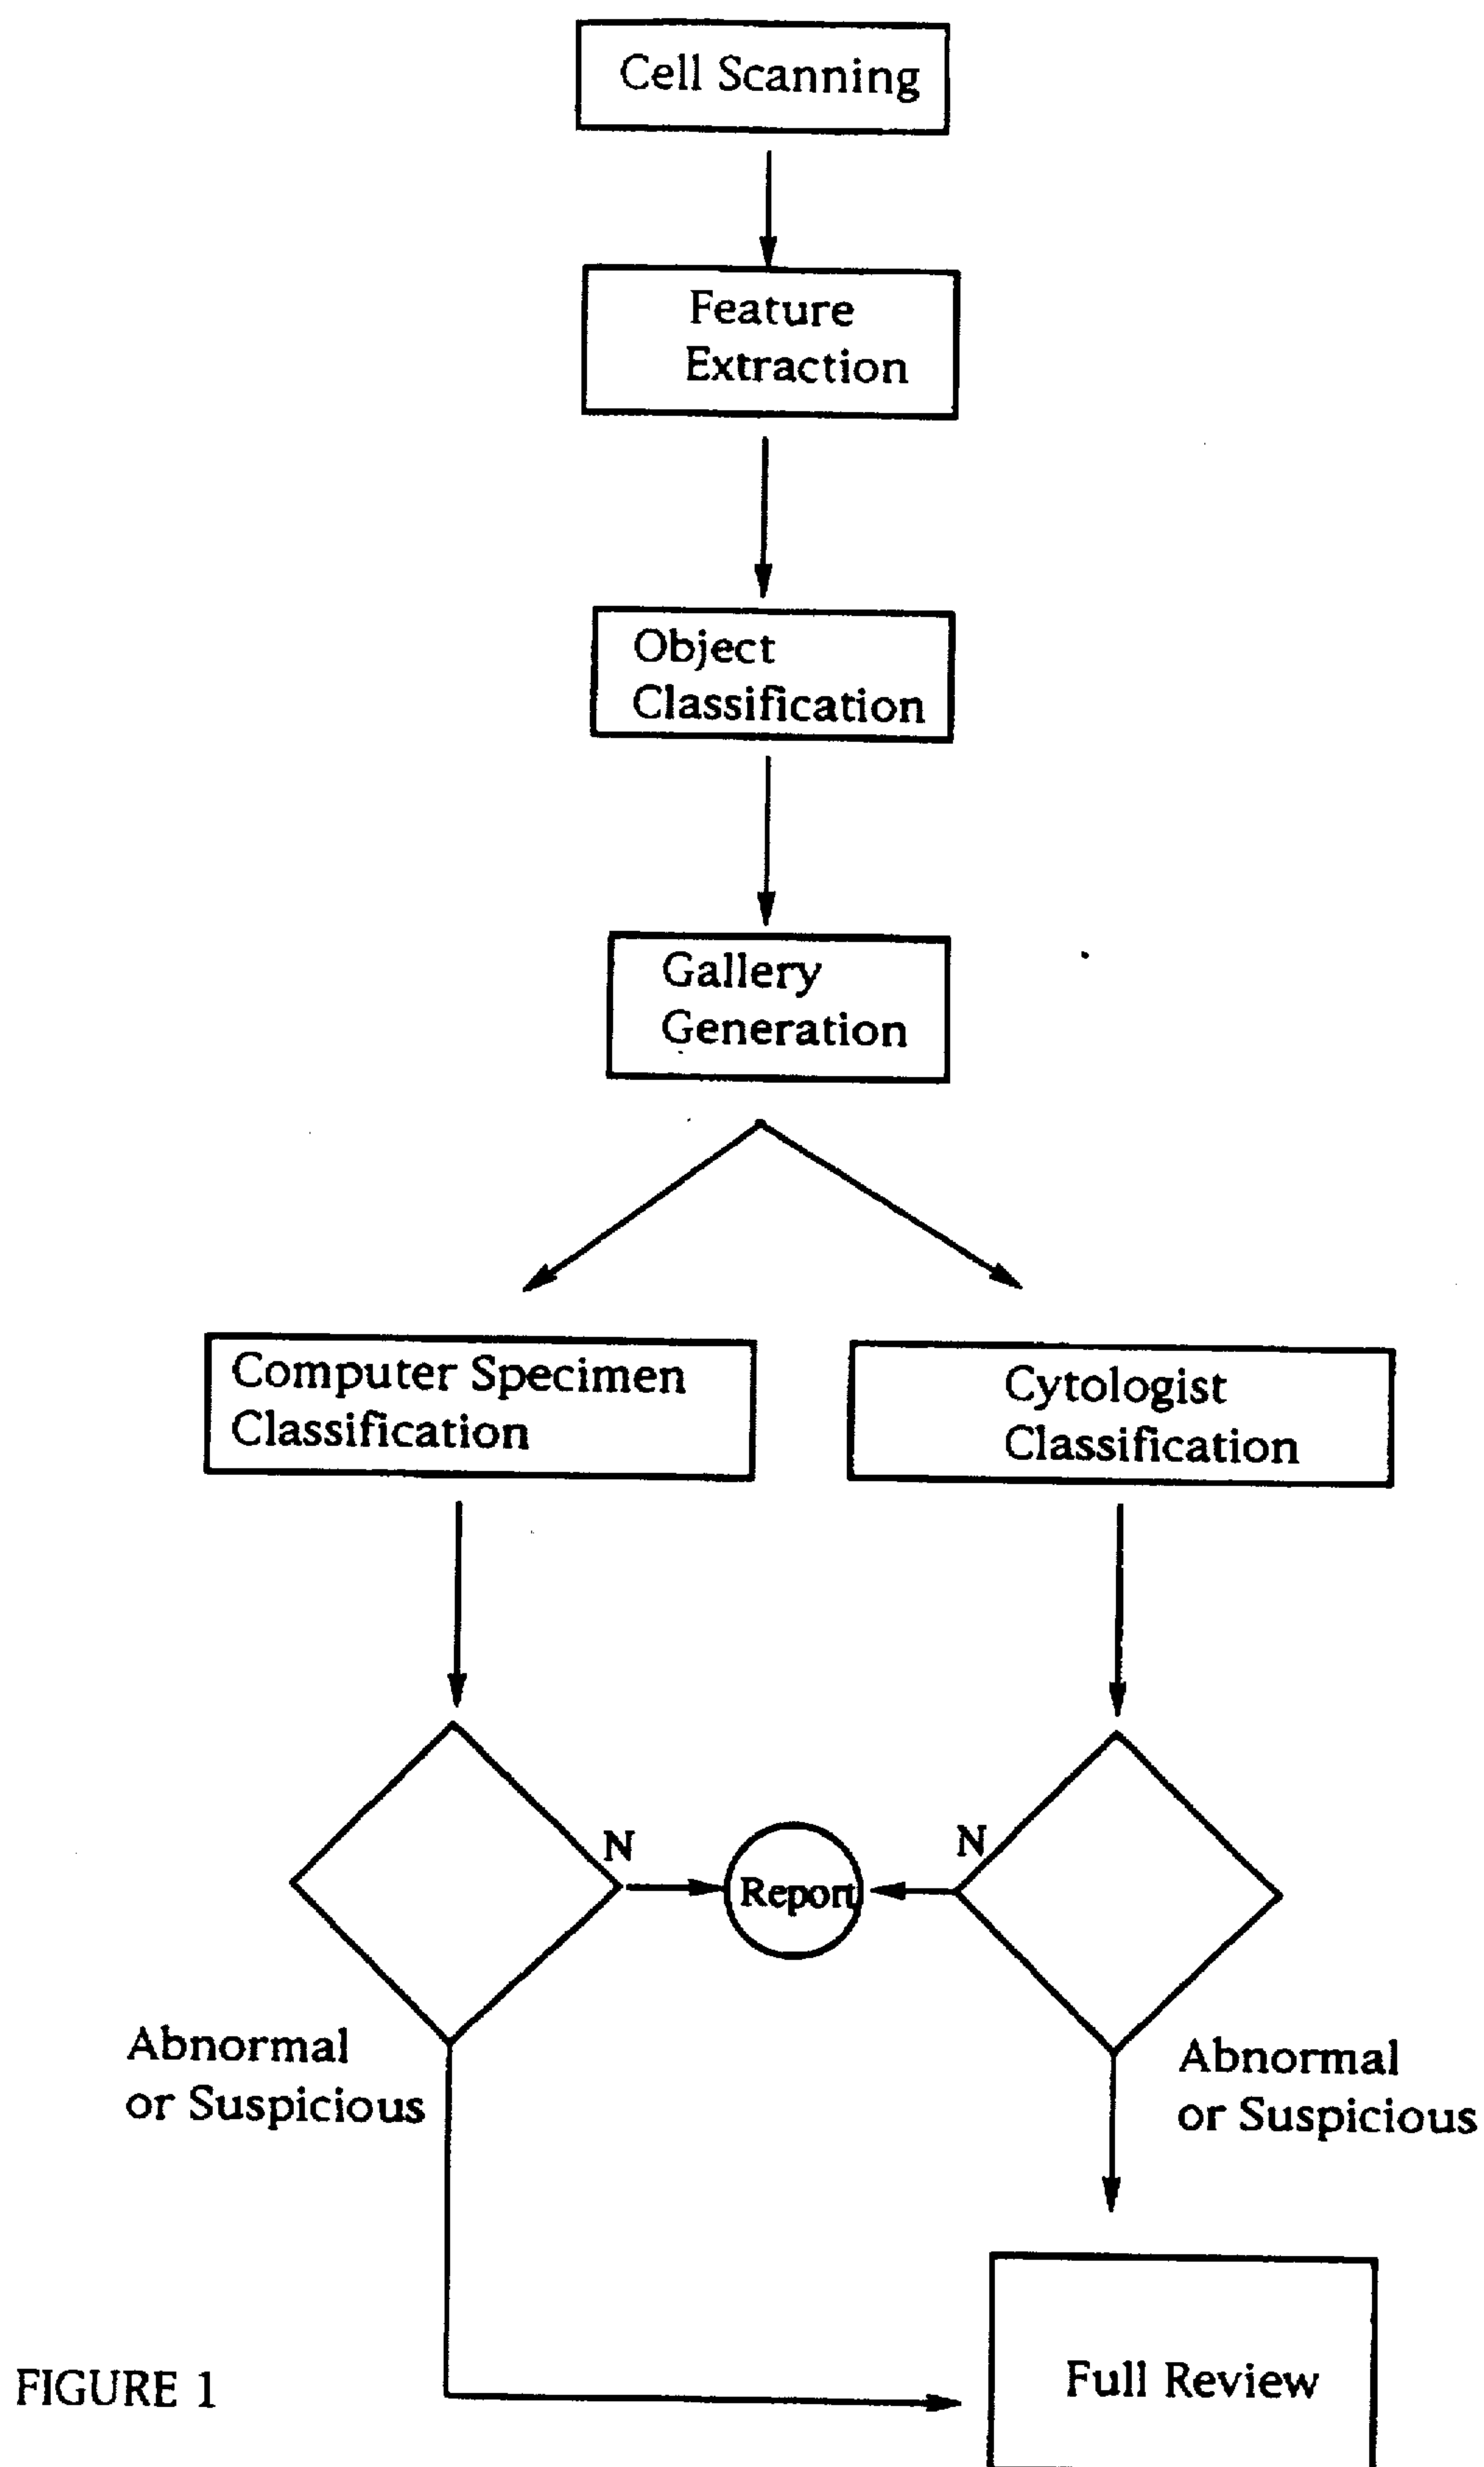 Cell Scanning
Feature
Extraction
Object
Classification
Gallery
Generation
Computer Specimen
Classification
Cytologist
Classification
N
Report
N
Abnormal
or Suspicious
Abnormal
or Suspicious
Full Review
FIGURE 1